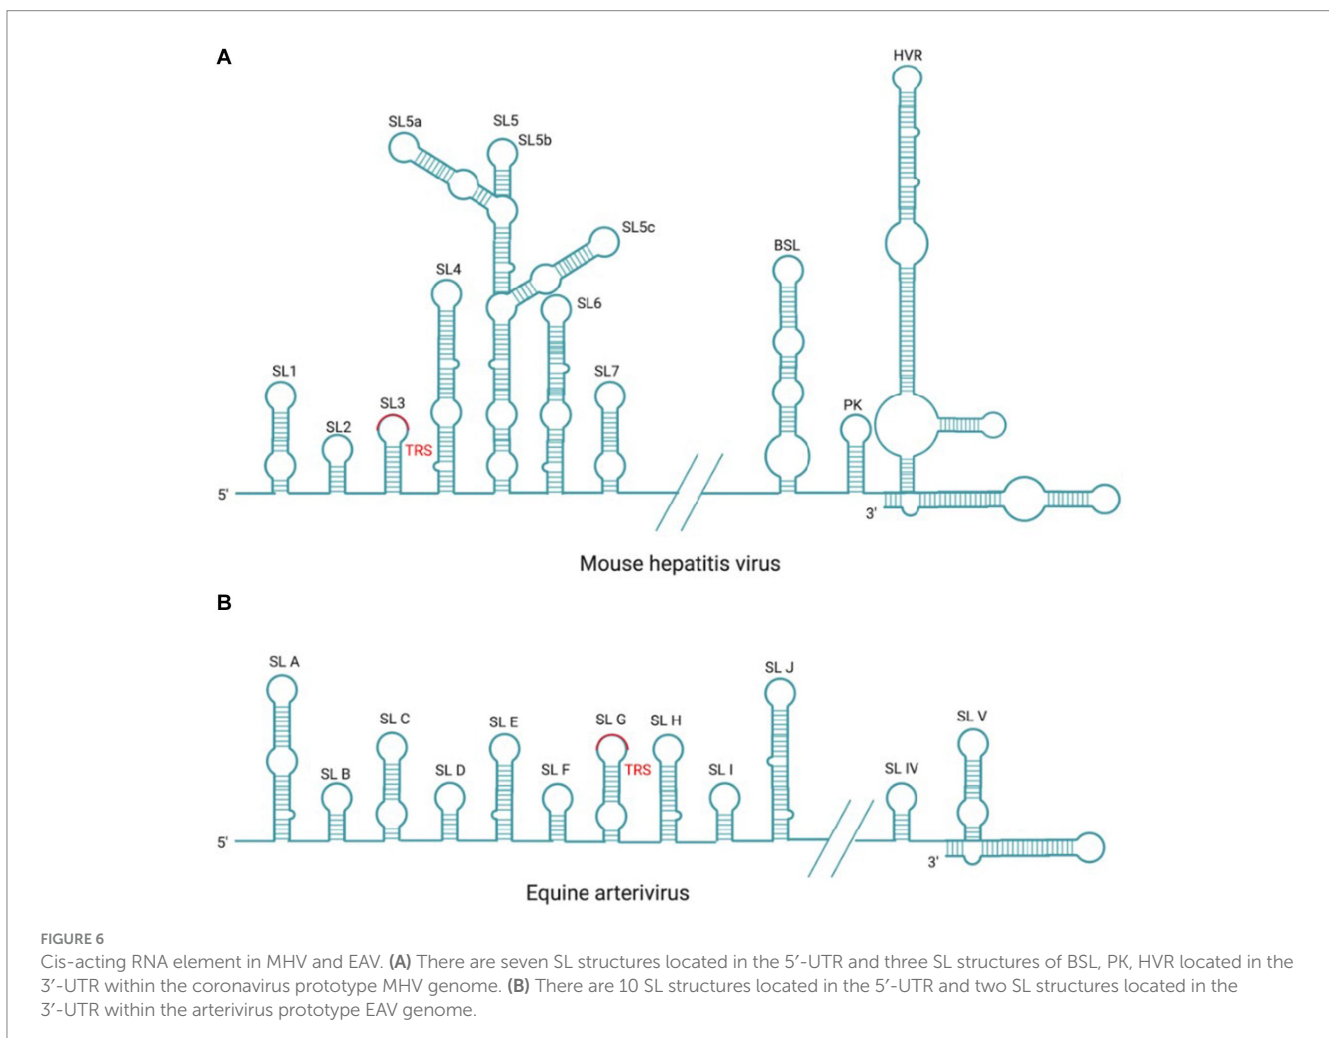 A
HVR
SL5a
SL5
SL5b
SL5c
BSL
SL4
SL6
SL1
SL7
SL3
PK
SL2
TRS
5'
3'
Mouse hepatitis virus
B
SL A
SL J
SL C
SL E
SL G
SL H
SL V
SL B
SL D
SL F
TRS
SL I
SL IV
5'
3'
Equine arterivirus
FIGURE 6
Cis-acting RNA element in MHV and EAV. (A) There are seven SL structures located in the 5′-UTR and three SL structures of BSL, PK, HVR located in the
3′-UTR within the coronavirus prototype MHV genome. (B) There are 10 SL structures located in the 5′-UTR and two SL structures located in the
3′-UTR within the arterivirus prototype EAV genome.